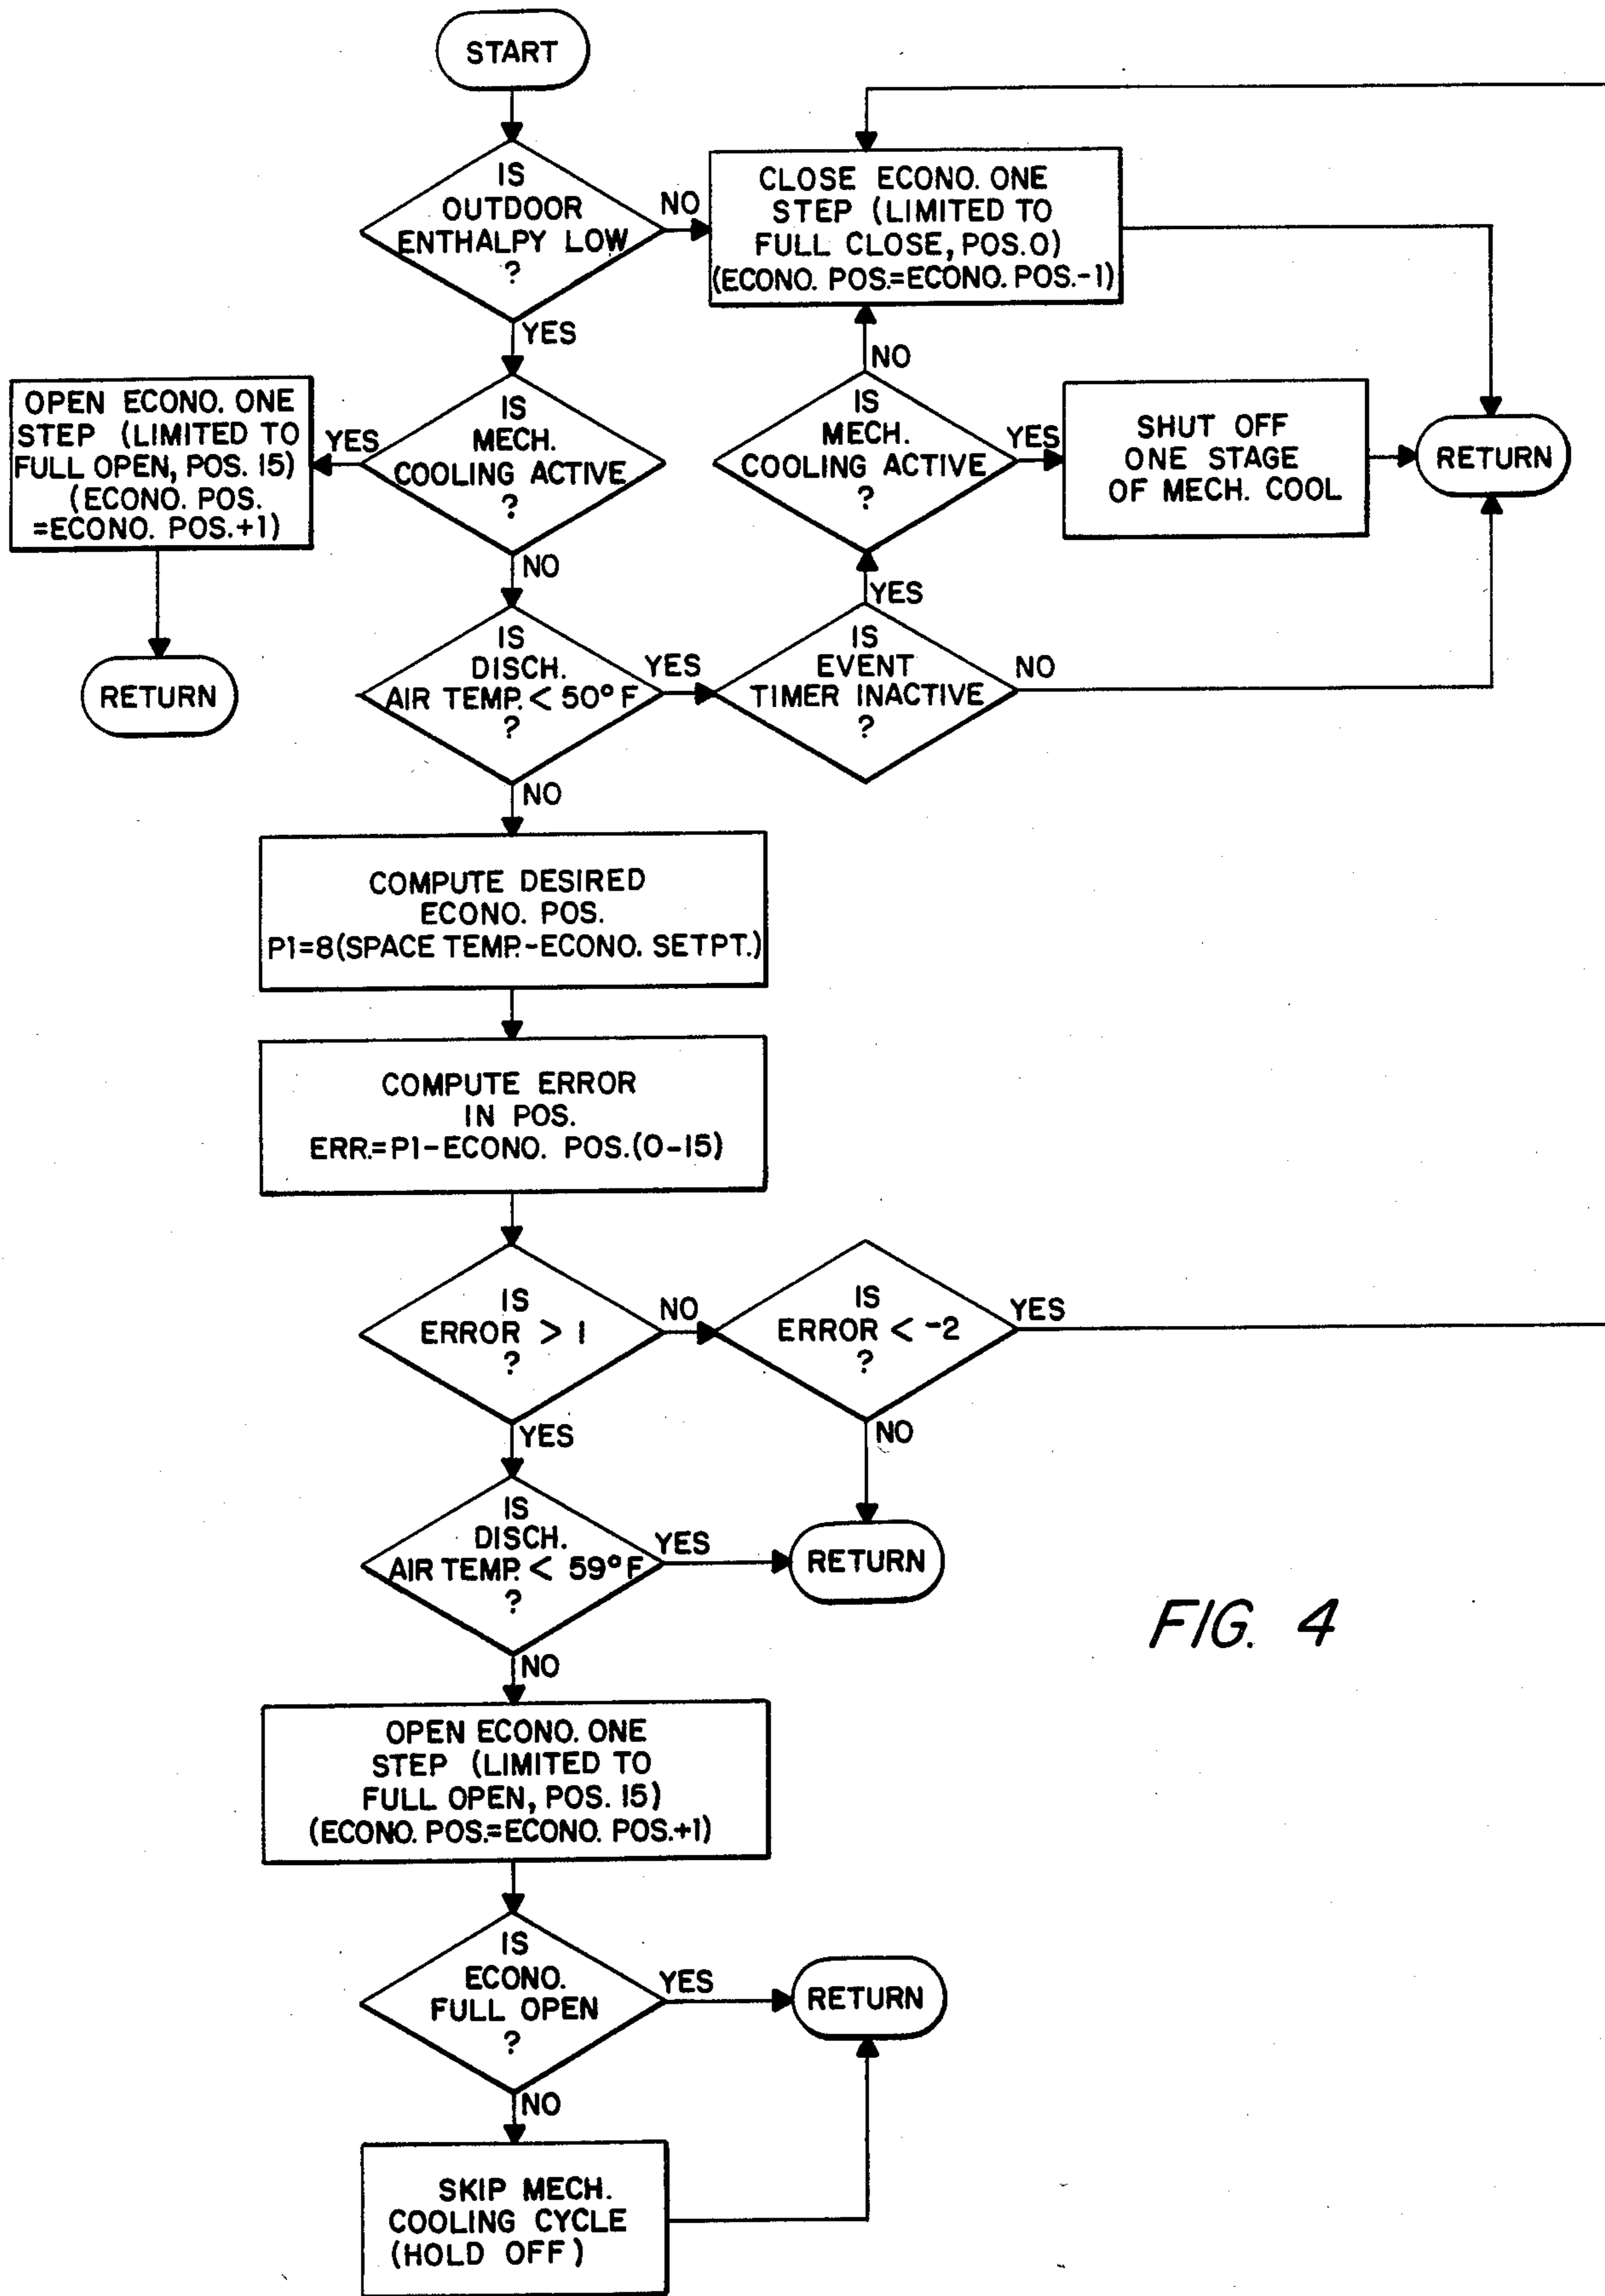 START
IS
OUTDOOR
ENTHALPY LOW
?
NO
YES
CLOSE ECONO. ONE
STEP (LIMITED TO
FULL CLOSE, POS.0)
(ECONO. POS.=ECONO. POS.-1)
OPEN ECONO. ONE
STEP (LIMITED TO
FULL OPEN, POS. 15)
(ECONO. POS.
=ECONO. POS.+1)
YES
IS
MECH.
COOLING ACTIVE
?
NO
NO
IS
MECH.
COOLING ACTIVE
?
YES
SHUT OFF
ONE STAGE
OF MECH. COOL
RETURN
YES
RETURN
IS
DISCH.
AIR TEMP. < 50° F
?
YES
NO
IS
EVENT
TIMER INACTIVE
?
NO
COMPUTE DESIRED
ECONO. POS.
P1=8(SPACE TEMP.-ECONO. SETPT.)
COMPUTE ERROR
IN POS.
ERR.=P1-ECONO. POS.(0-15)
IS
ERROR > 1
?
NO
YES
IS
ERROR < -2
?
YES
NO
IS
DISCH.
AIR TEMP. < 59° F
?
YES
NO
RETURN
FIG. 4
OPEN ECONO. ONE
STEP (LIMITED TO
FULL OPEN, POS. 15)
(ECONO. POS.=ECONO. POS.+1)
IS
ECONO.
FULL OPEN
?
YES
NO
RETURN
SKIP MECH.
COOLING CYCLE
(HOLD OFF)